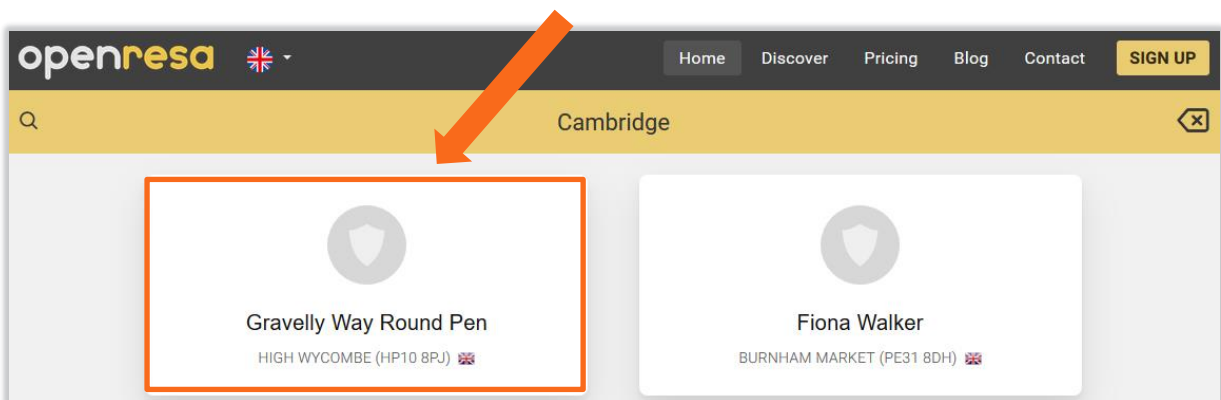 openresa Home Discover Pricing Blog Contact SIGN UP
Cambridge
Gravelly Way Round Pen
HIGH WYCOMBE (HP10 8PJ)
Fiona Walker
BURNHAM MARKET (PE31 8DH)